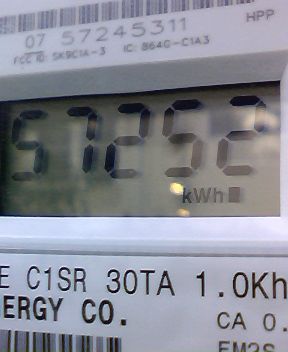 HPP
07 57245311
FCC ID: SK9C1A-3 IC: 864G-C1A3
57252
kWh
E C1SR 30TA 1.0Kh
ERGY CO.
CA 0.
EM2S